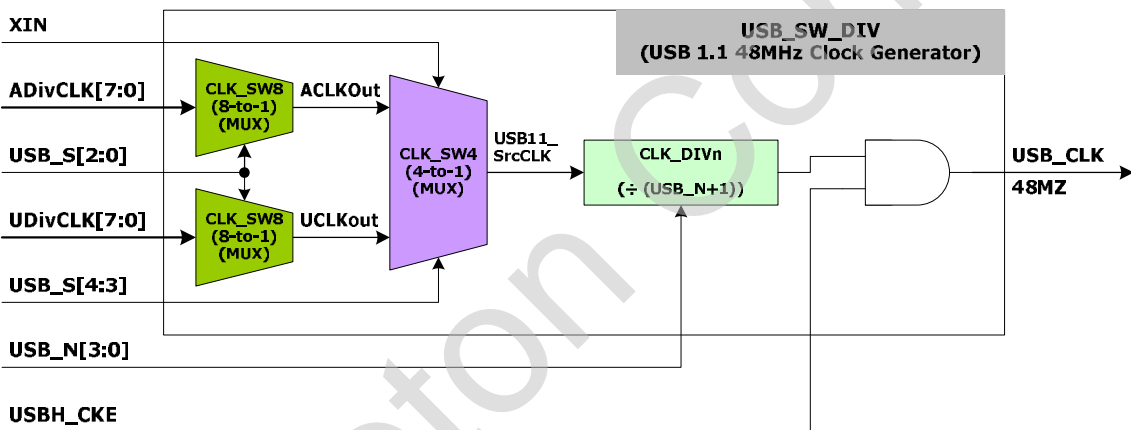 XIN
USB_SW_DIV
(USB 1.1 48MHz Clock Generator)
ADivCLK[7:0]
CLK_SW8
(8-to-1)
(MUX)
ACLKOut
USB_S[2:0]
CLK_SW4
(4-to-1)
(MUX)
USB11_
SrcCLK
CLK_DIVn
(÷ (USB_N+1))
USB_CLK
48MZ
UDivCLK[7:0]
CLK_SW8
(8-to-1)
(MUX)
UCLKout
USB_S[4:3]
USB_N[3:0]
USBH_CKE